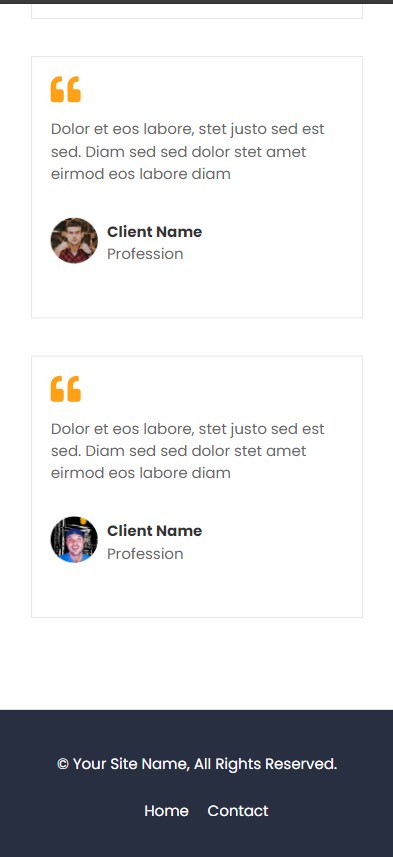 Dolor et eos labore, stet justo sed est
sed. Diam sed sed dolor stet amet
eirmod eos labore diam
Client Name
Profession
Dolor et eos labore, stet justo sed est
sed. Diam sed sed dolor stet amet
eirmod eos labore diam
Client Name
Profession
© Your Site Name, All Rights Reserved.
Home Contact